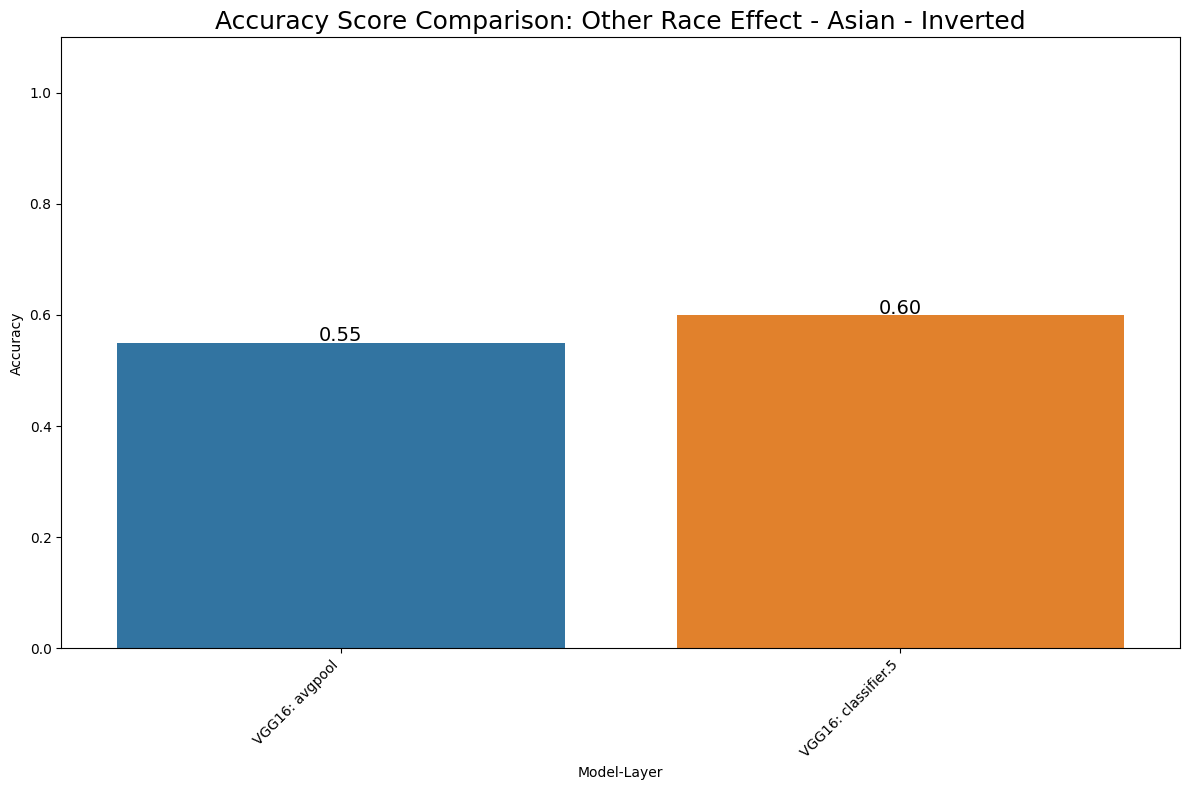 Accuracy Score Comparison: Other Race Effect - Asian - Inverted
Accuracy
1.0
0.8
0.6
0.4
0.2
0.0
0.55
0.60
VGG16: avgpool
VGG16: classifier.5
Model-Layer